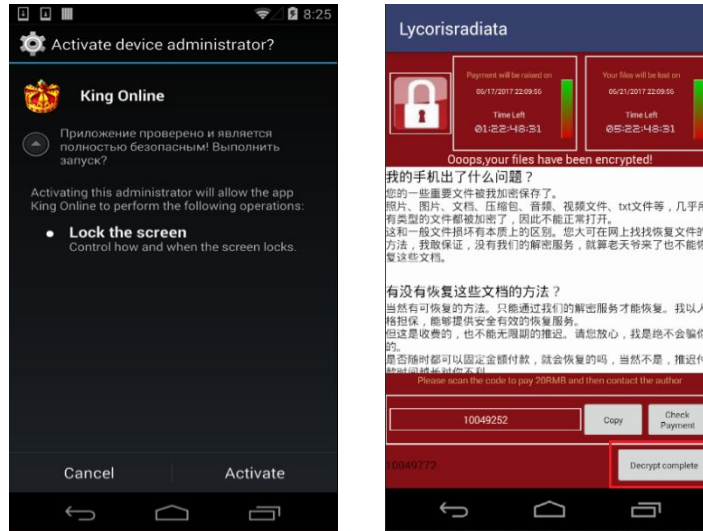 8:25
Activate device administrator?
King Online
Приложение проверено и является
полностью безопасным! Выполнить
запуск?
Activating this administrator will allow the app
King Online to perform the following operations:
Lock the screen
Control how and when the screen locks.
Cancel
Activate
Lycorisradiata
Payment will be raised on
05/17/2017 22:09:56
Time Left
01:22:48:31
Your files will be lost on
05/21/2017 22:09:56
Time Left
05:22:48:31
Ooops,your files have been encrypted!
我的手机出了什么问题？
您的一些重要文件被我加密保存了。
照片、图片、文档、压缩包、音频、视频文件、txt文件等，几乎所
有类型的文件都被加密了，因此不能正常打开。
这和一般文件损坏有本质上的区别。您大可在网上找找恢复文件的
方法，我敢保证，没有我们的解密服务，就算老天爷来了也不能恢
复这些文档。
有没有恢复这些文档的方法？
当然有可恢复的方法。只能通过我们的解密服务才能恢复。我以人
格担保，能够提供安全有效的恢复服务。
但这是收费的，也不能无限期的推迟。请您放心，我是绝不会骗你
的。
是否随时都可以固定金额付款，就会恢复的吗，当然不是，推迟付
款时间越长对你不利
Please scan the code to pay 20RMB and then contact the author
10049252
Copy
Check
Payment
10049772
Decrypt complete